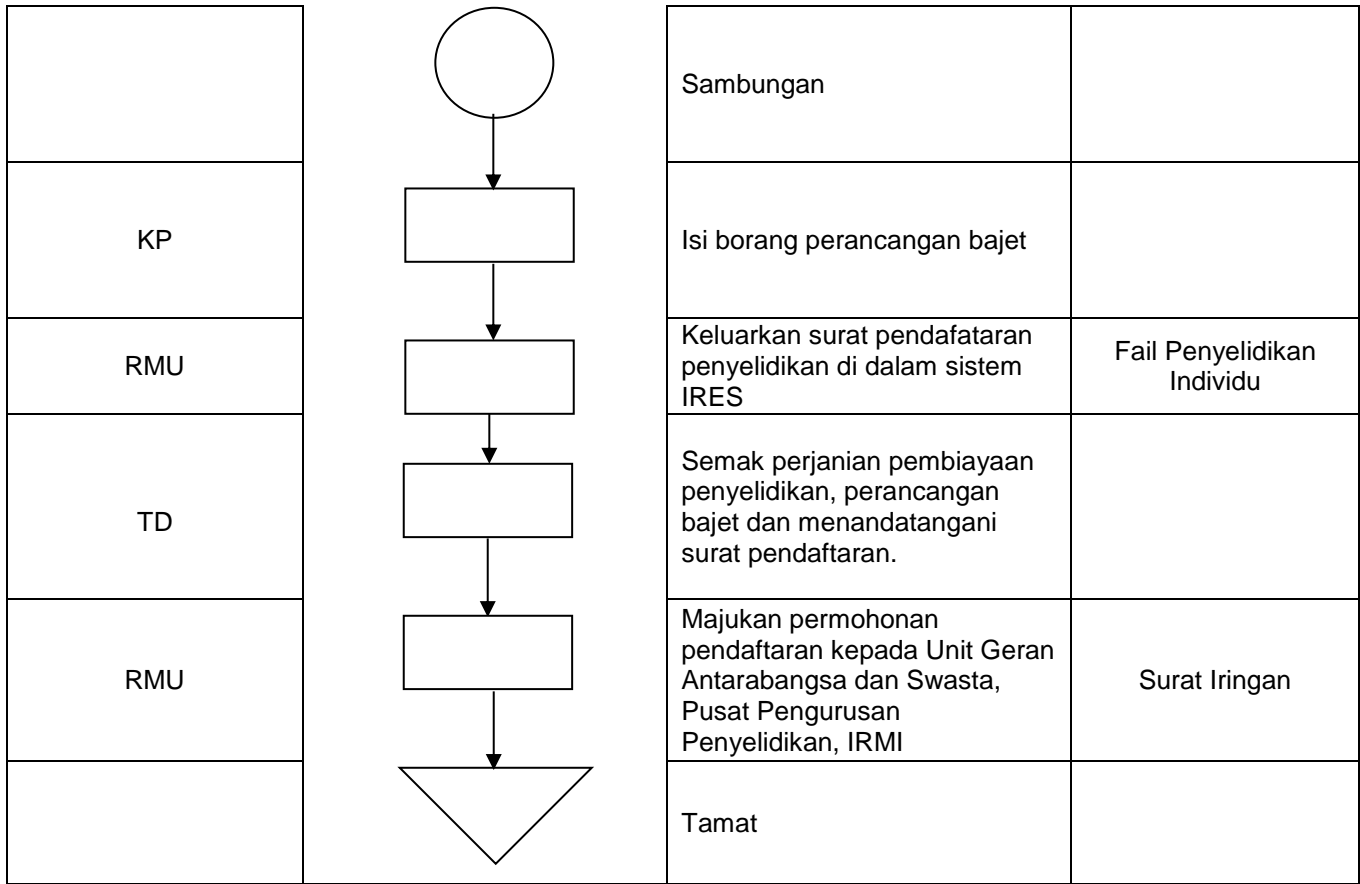 Sambungan
KP
Isi borang perancangan bajet
RMU
Keluarkan surat pendafataran
penyelidikan di dalam sistem
IRES
Fail Penyelidikan
Individu
TD
Semak perjanian pembiayaan
penyelidikan, perancangan
bajet dan menandatangani
surat pendaftaran.
RMU
Majukan permohonan
pendaftaran kepada Unit Geran
Antarabangsa dan Swasta,
Pusat Pengurusan
Penyelidikan, IRMI
Surat Iringan
Tamat